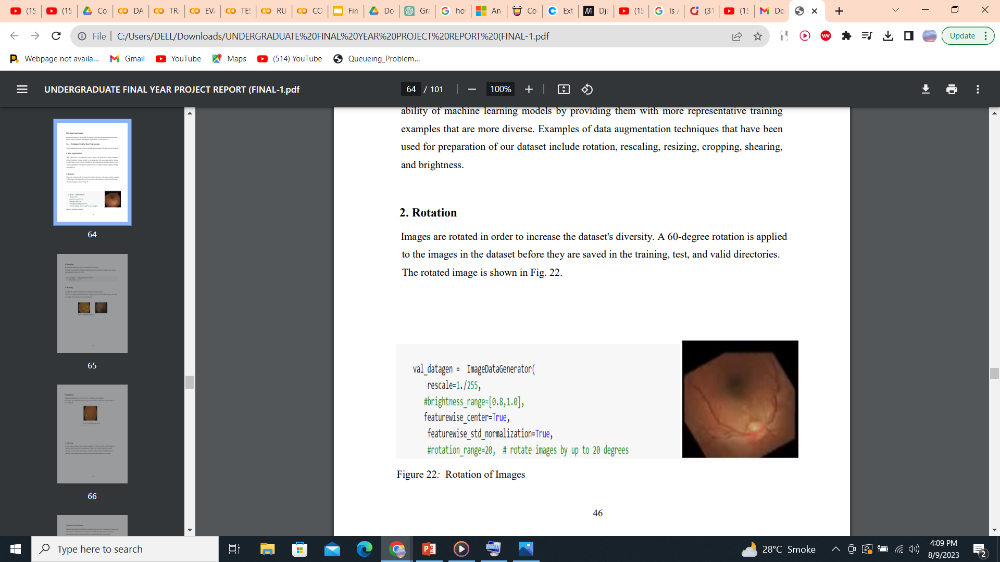 (15
(15
Co
DA
TRA
EVA
TES
RU
CO
Fin
Do
Gra
hov
An
Co
Ext
Dja
(15
Is A
(31
(15
Do
File
C:/Users/DELL/Downloads/UNDERGRADUATE%20FINAL%20YEAR%20PROJECT%20REPORT%20(FINAL-1.pdf
Update
Webpage not availa...
Gmail
YouTube
Maps
(514) YouTube
Queueing_Problem...
UNDERGRADUATE FINAL YEAR PROJECT REPORT (FINAL-1.pdf
64 / 101
100%
64
65
66
ability of machine learning models by providing them with more representative training
examples that are more diverse. Examples of data augmentation techniques that have been
used for preparation of our dataset include rotation, rescaling, resizing, cropping, shearing,
and brightness.
2. Rotation
Images are rotated in order to increase the dataset's diversity. A 60-degree rotation is applied
to the images in the dataset before they are saved in the training, test, and valid directories.
The rotated image is shown in Fig. 22.
val_datagen = ImageDataGenerator(
rescale=1./255,
#brightness_range=[0.8,1.0],
featurewise_center=True,
featurewise_std_normalization=True,
#rotation_range=20, # rotate images by up to 20 degrees
Figure 22: Rotation of Images
46
Type here to search
28°C Smoke
4:09 PM
8/9/2023
2